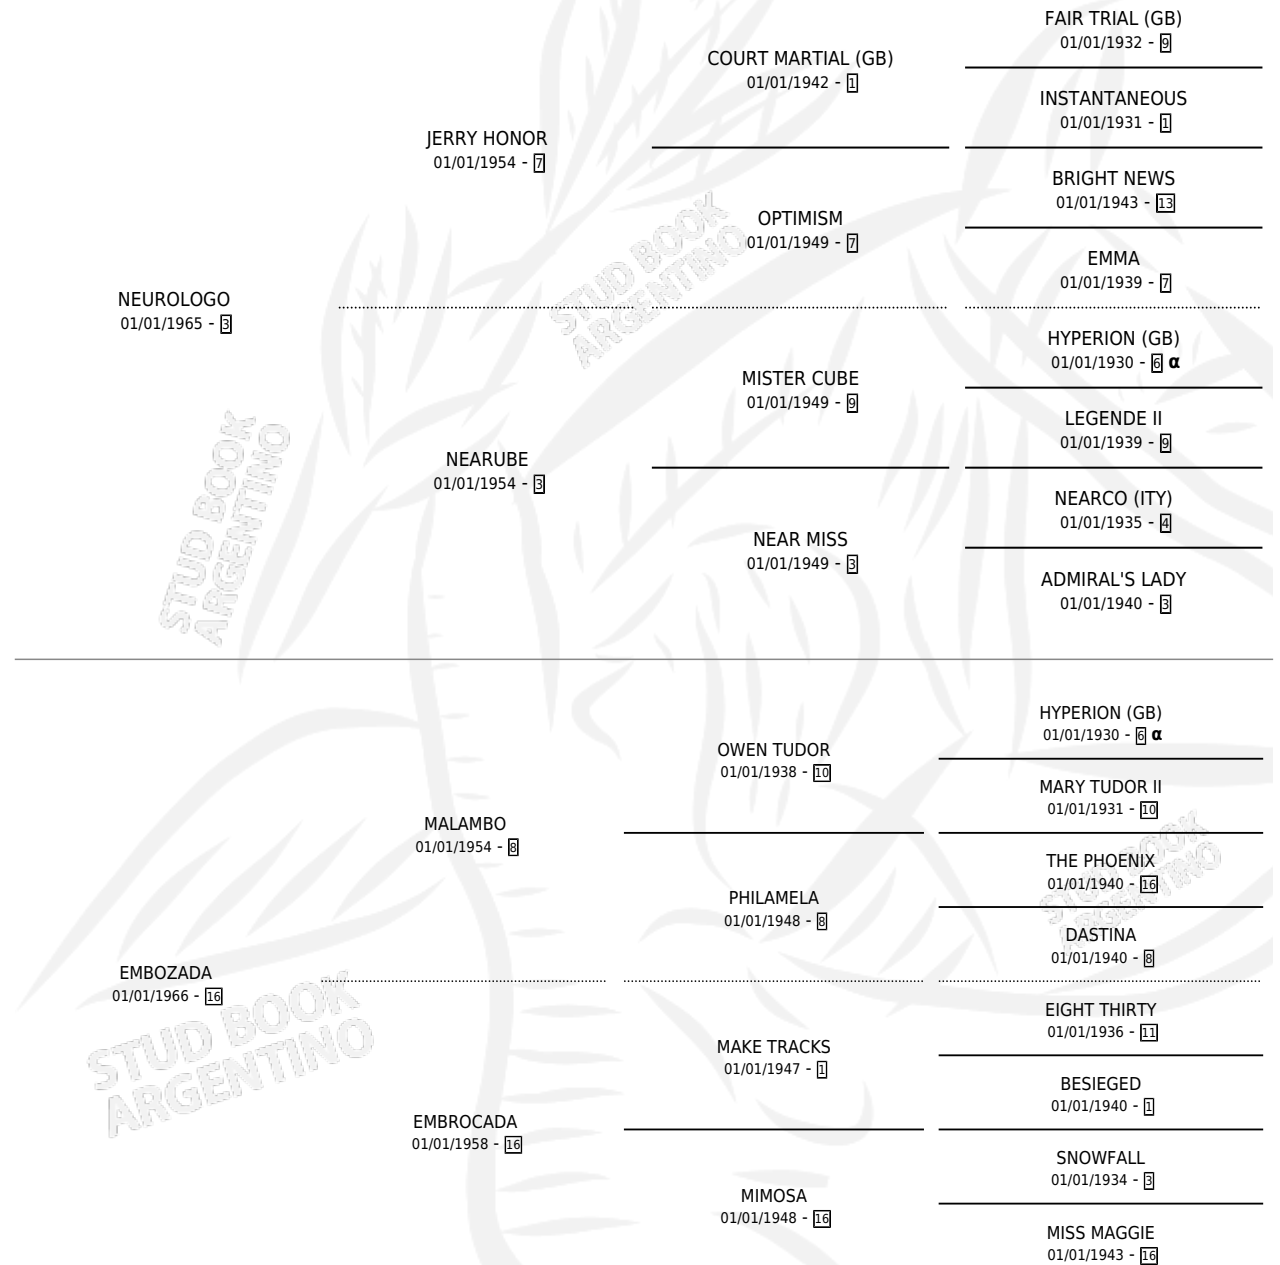 FAIR TRIAL (GB)
01/01/1932 - 9
COURT MARTIAL (GB)
01/01/1942 - 1
INSTANTANEOUS
01/01/1931 - 1
JERRY HONOR
01/01/1954 - 7
BRIGHT NEWS
01/01/1943 - 13
OPTIMISM
01/01/1949 - 7
EMMA
01/01/1939 - 7
NEUROLOGO
01/01/1965 - 3
HYPERION (GB)
01/01/1930 - 6 α
MISTER CUBE
01/01/1949 - 9
LEGENDE II
01/01/1939 - 9
NEARUBE
01/01/1954 - 3
NEARCO (ITY)
01/01/1935 - 4
NEAR MISS
01/01/1949 - 3
ADMIRAL'S LADY
01/01/1940 - 3
HYPERION (GB)
01/01/1930 - 6 α
OWEN TUDOR
01/01/1938 - 10
MARY TUDOR II
01/01/1931 - 10
MALAMBO
01/01/1954 - 8
THE PHOENIX
01/01/1940 - 16
PHILAMELA
01/01/1948 - 8
DASTINA
01/01/1940 - 8
EMBOZADA
01/01/1966 - 16
EIGHT THIRTY
01/01/1936 - 11
MAKE TRACKS
01/01/1947 - 1
BESIEGED
01/01/1940 - 1
EMBROCADA
01/01/1958 - 16
SNOWFALL
01/01/1934 - 3
MIMOSA
01/01/1948 - 16
MISS MAGGIE
01/01/1943 - 16
STUD BOOK
ARGENTINO
STUD BOOK
ARGENTINO
STUD BOOK
ARGENTINO
STUD BOOK
ARGENTINO